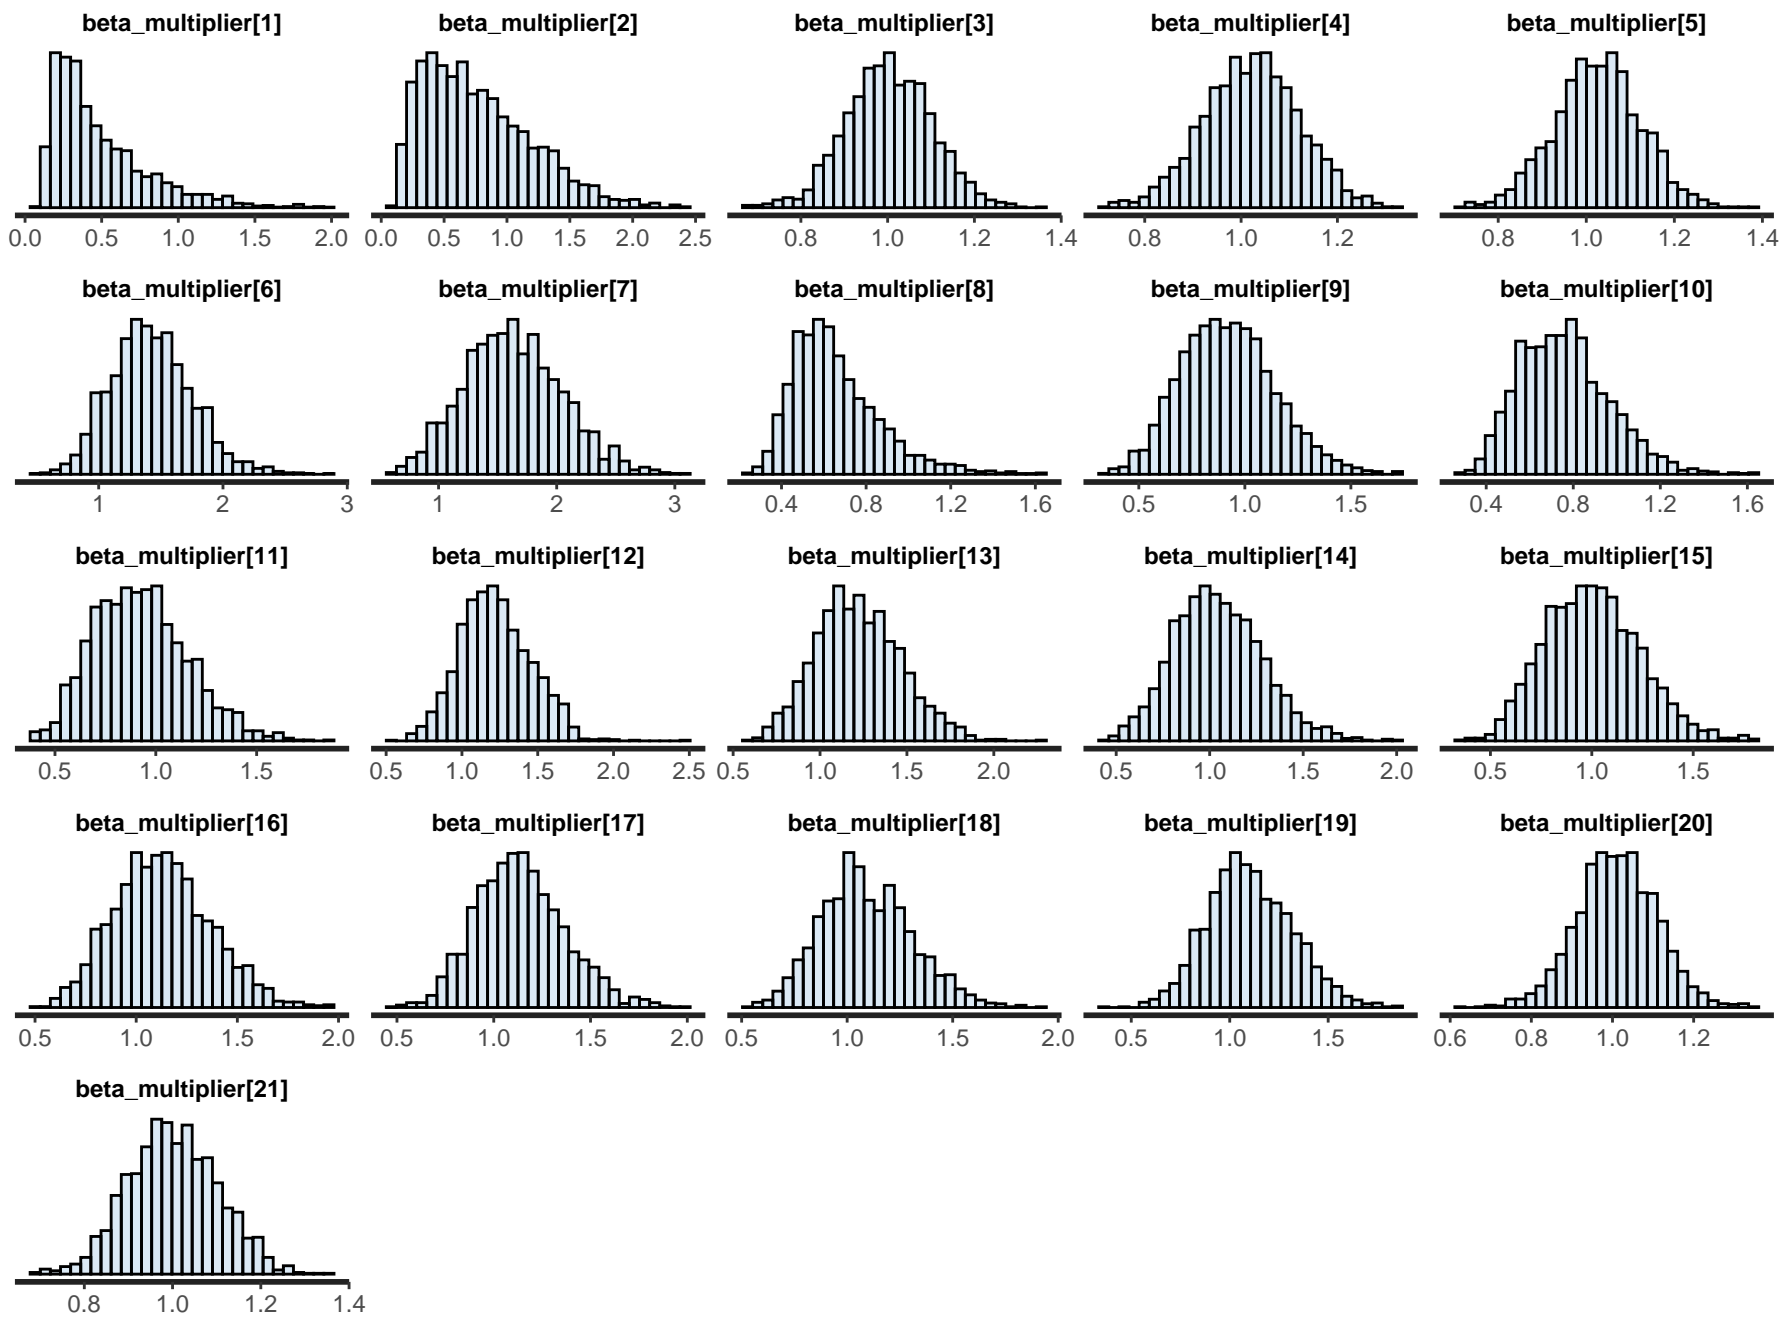 beta_multiplier[1] beta_multiplier[2] beta_multiplier[3] beta_multiplier[4] beta_multiplier[5]
0.0 0.5 1.0 1.5 2.0 0.0 0.5 1.0 1.5 2.0 2.5 0.8 1.0 1.2 1.4 0.8 1.0 1.2 0.8 1.0 1.2 1.4
beta_multiplier[6] beta_multiplier[7] beta_multiplier[8] beta_multiplier[9] beta_multiplier[10]
1 2 3 1 2 3 0.4 0.8 1.2 1.6 0.5 1.0 1.5 0.4 0.8 1.2 1.6
beta_multiplier[11] beta_multiplier[12] beta_multiplier[13] beta_multiplier[14] beta_multiplier[15]
0.5 1.0 1.5 0.5 1.0 1.5 2.0 2.5 0.5 1.0 1.5 2.0 0.5 1.0 1.5 2.0 0.5 1.0 1.5
beta_multiplier[16] beta_multiplier[17] beta_multiplier[18] beta_multiplier[19] beta_multiplier[20]
0.5 1.0 1.5 2.0 0.5 1.0 1.5 2.0 0.5 1.0 1.5 2.0 0.5 1.0 1.5 0.6 0.8 1.0 1.2
beta_multiplier[21]
0.8 1.0 1.2 1.4